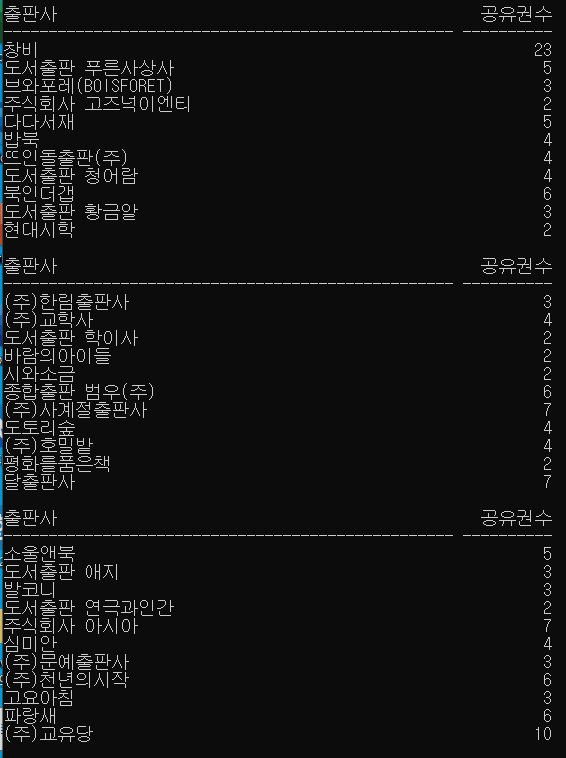 출판사 공유권수
창비 23
도서출판 푸른사상사 5
브와포레(BOISFORET) 3
주식회사 고즈넉이엔티 2
다다서재 5
밥북 4
뜨인돌출판(주) 4
도서출판 청어람 4
북인더갭 6
도서출판 황금알 3
현대시학 2
출판사 공유권수
(주)한림출판사 3
(주)교학사 4
도서출판 학이사 2
바람의아이들 2
시와소금 2
종합출판 범우(주) 6
(주)사계절출판사 7
도토리숲 4
(주)호밀밭 4
평화를품은책 2
달출판사 7
출판사 공유권수
소울앤북 5
도서출판 애지 3
발코니 3
도서출판 연극과인간 2
주식회사 아시아 7
심미안 4
(주)문예출판사 3
(주)천년의시작 6
고요아침 3
파랑새 6
(주)교유당 10